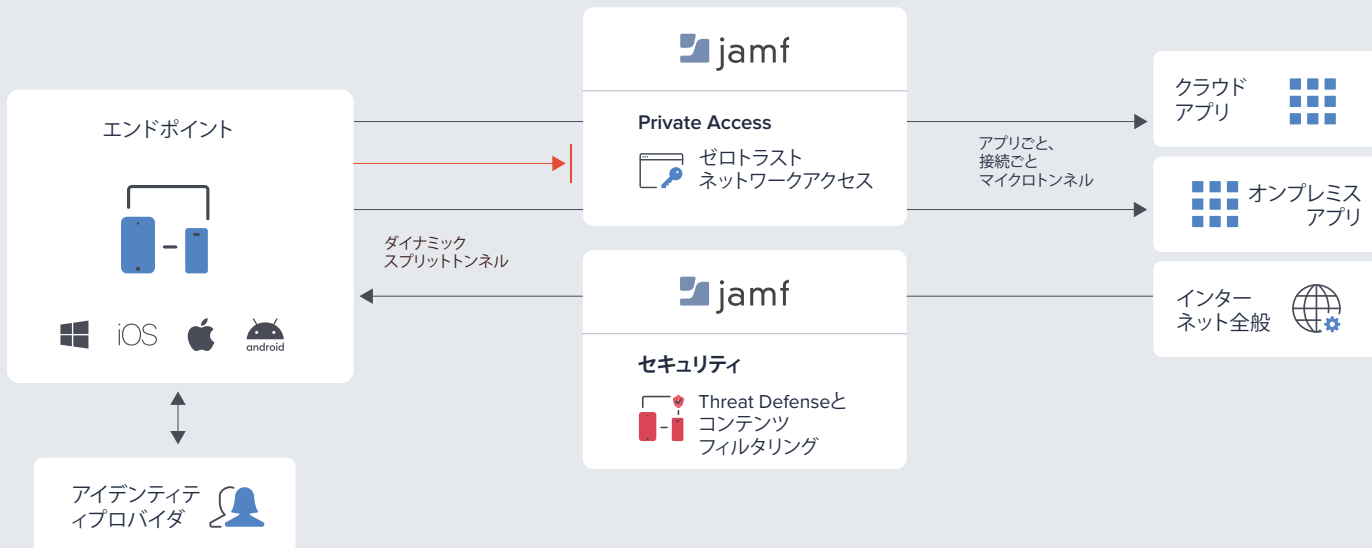 エンドポイント
iOS
android
アイデンティテ
ィプロバイダ
ダイナミック
スプリットトンネル
jamf
Private Access
ゼロトラスト
ネットワークアクセス
jamf
セキュリティ
Threat Defenseと
コンテンツ
フィルタリング
アプリごと、
接続ごと
マイクロトンネル
クラウド
アプリ
オンプレミス
アプリ
インター
ネット全般